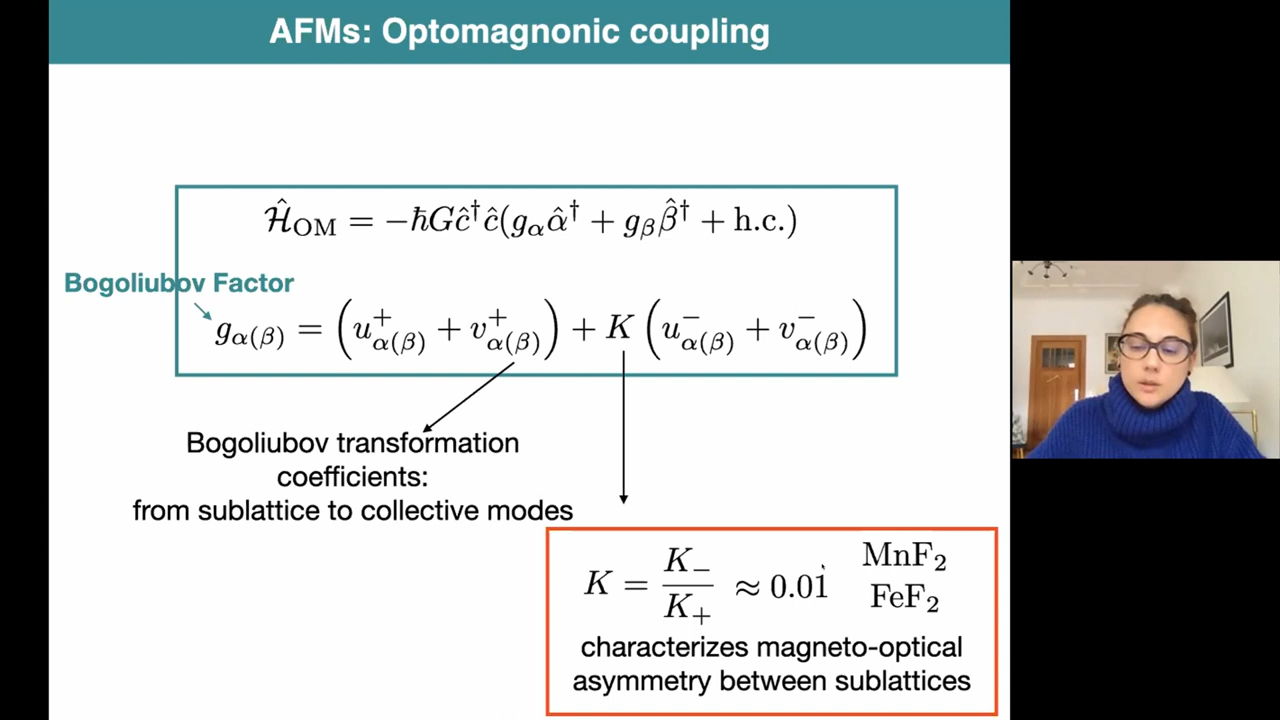 AFMs: Optomagnonic coupling
Ĥ_OM = −ℏGĉ†ĉ(g_α α̂† + g_β β̂† + h.c.)
Bogoliubov Factor
g_α(β) = (u⁺_α(β) + v⁺_α(β)) + K (u⁻_α(β) + v⁻_α(β))
Bogoliubov transformation
coefficients:
from sublattice to collective modes
K = K₋/K₊ ≈ 0.01 MnF₂
FeF₂
characterizes magneto-optical
asymmetry between sublattices